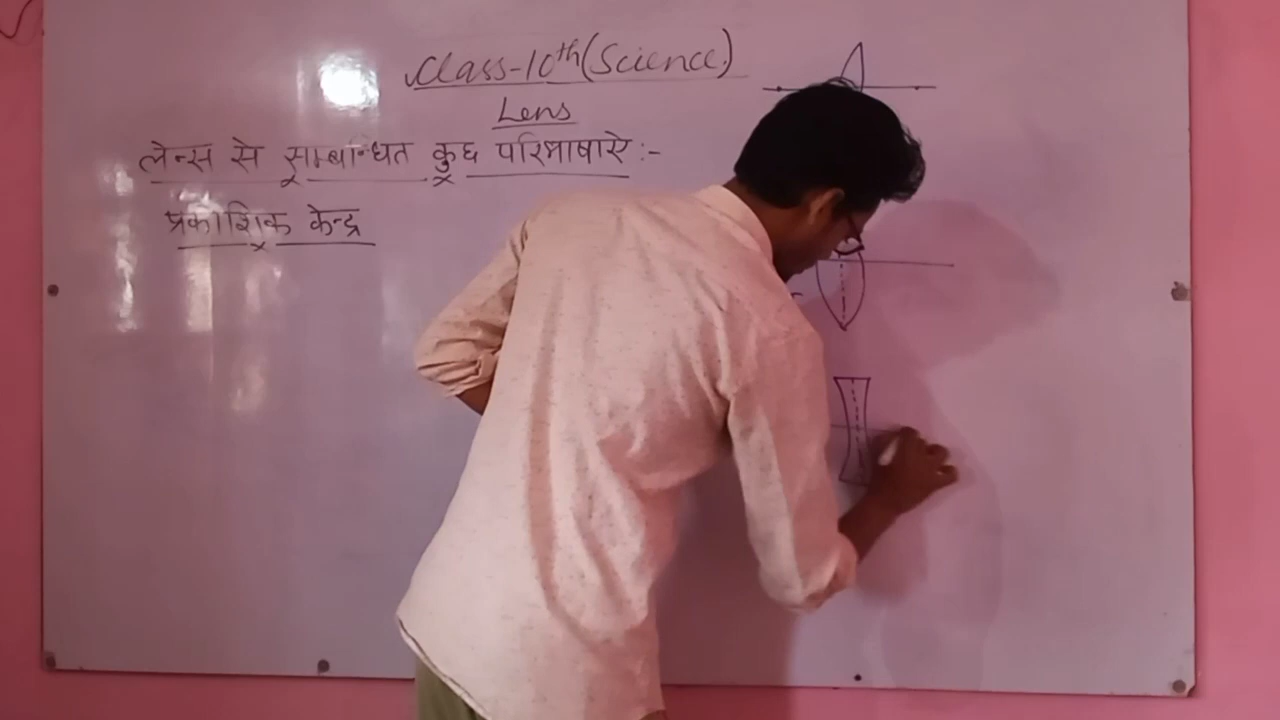 Class-10th (Science)
Lens
लेन्स से सम्बन्धित कुछ परिभाषाऐ :-
प्रकाशिक केन्द्र